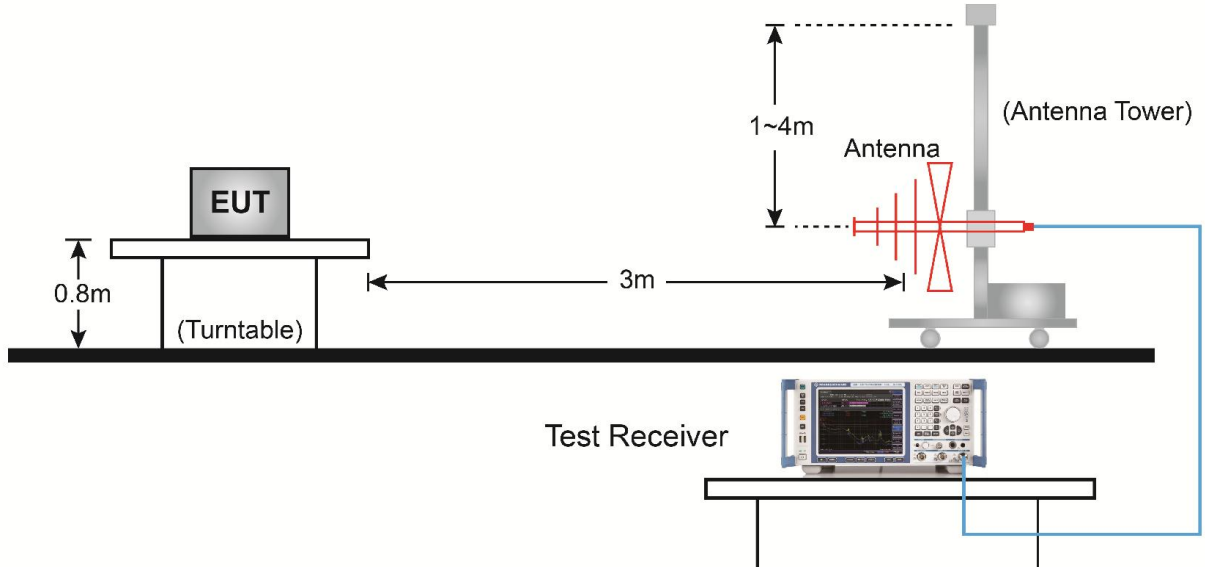 1~4m
(Antenna Tower)
Antenna
EUT
0.8m
3m
(Turntable)
Test Receiver